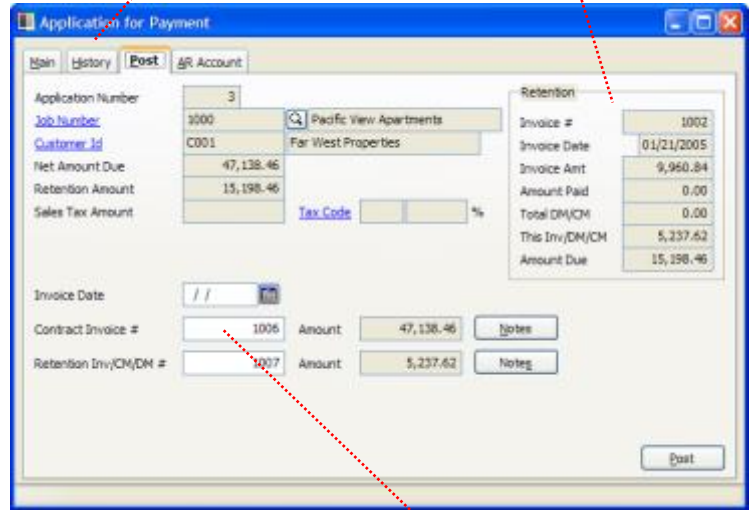 Application for Payment
Main History Post AR Account
Application Number 3
Job Number 1000 Pacific View Apartments
Customer Id C001 Far West Properties
Net Amount Due 47,138.46
Retention Amount 15,198.46
Sales Tax Amount Tax Code %
Retention
Invoice # 1002
Invoice Date 01/21/2005
Invoice Amt 9,960.84
Amount Paid 0.00
Total DM/CM 0.00
This Inv/DM/CM 5,237.62
Amount Due 15,198.46
Invoice Date / /
Contract Invoice # 1006 Amount 47,138.46 Notes
Retention Inv/CM/DM # 1007 Amount 5,237.62 Notes
Post